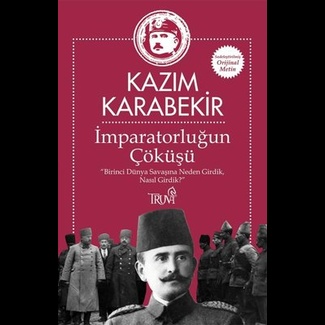 KAZIM
KARABEKİR
Sadeleştirilmiş
Orijinal
Metin
İmparatorluğun
Çöküşü
"Birinci Dünya Savaşına Neden Girdik,
Nasıl Girdik?"
TRUVA